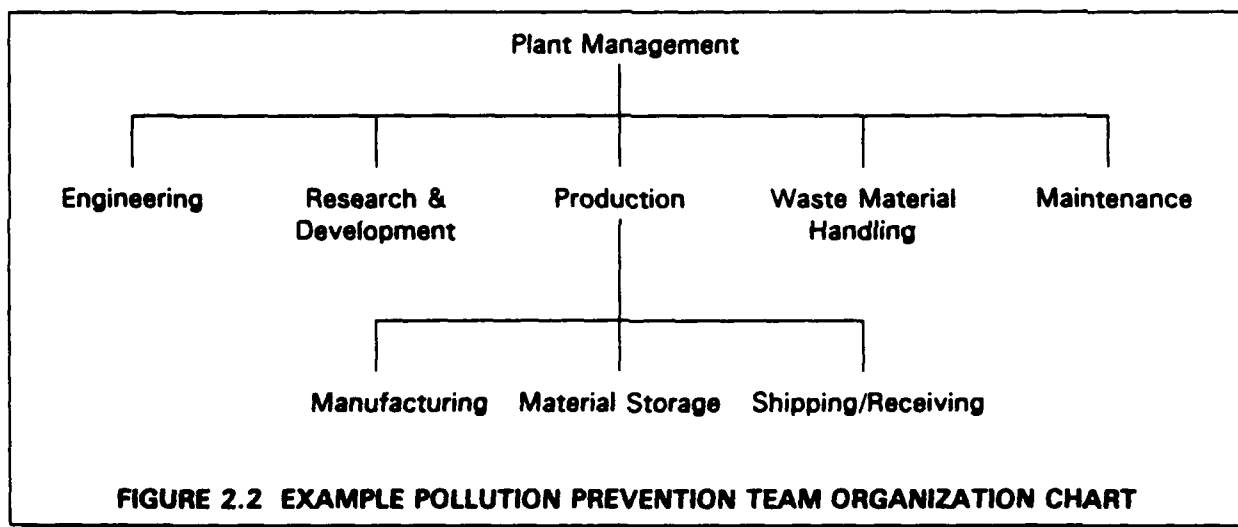 Plant Management
Engineering
Research &
Development
Production
Waste Material
Handling
Maintenance
Manufacturing
Material Storage
Shipping/Receiving
FIGURE 2.2 EXAMPLE POLLUTION PREVENTION TEAM ORGANIZATION CHART